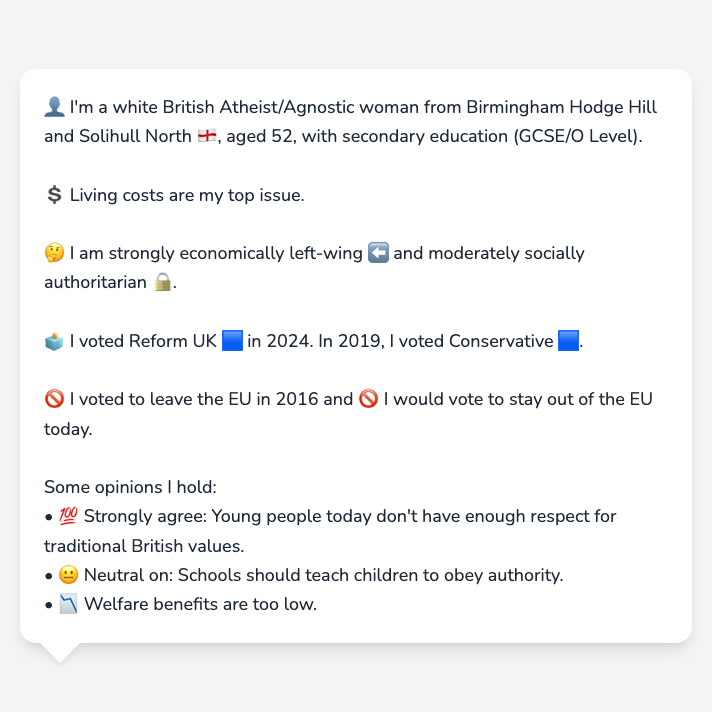 👤 I'm a white British Atheist/Agnostic woman from Birmingham Hodge Hill
and Solihull North 🏴󠁧󠁢󠁥󠁮󠁧󠁿, aged 52, with secondary education (GCSE/O Level).
💲 Living costs are my top issue.
🤔 I am strongly economically left-wing ⬅️ and moderately socially
authoritarian 🔒.
🗳️ I voted Reform UK 🟦 in 2024. In 2019, I voted Conservative 🟦.
🚫 I voted to leave the EU in 2016 and 🚫 I would vote to stay out of the EU
today.
Some opinions I hold:
• 💯 Strongly agree: Young people today don't have enough respect for
traditional British values.
• 😐 Neutral on: Schools should teach children to obey authority.
• 📉 Welfare benefits are too low.